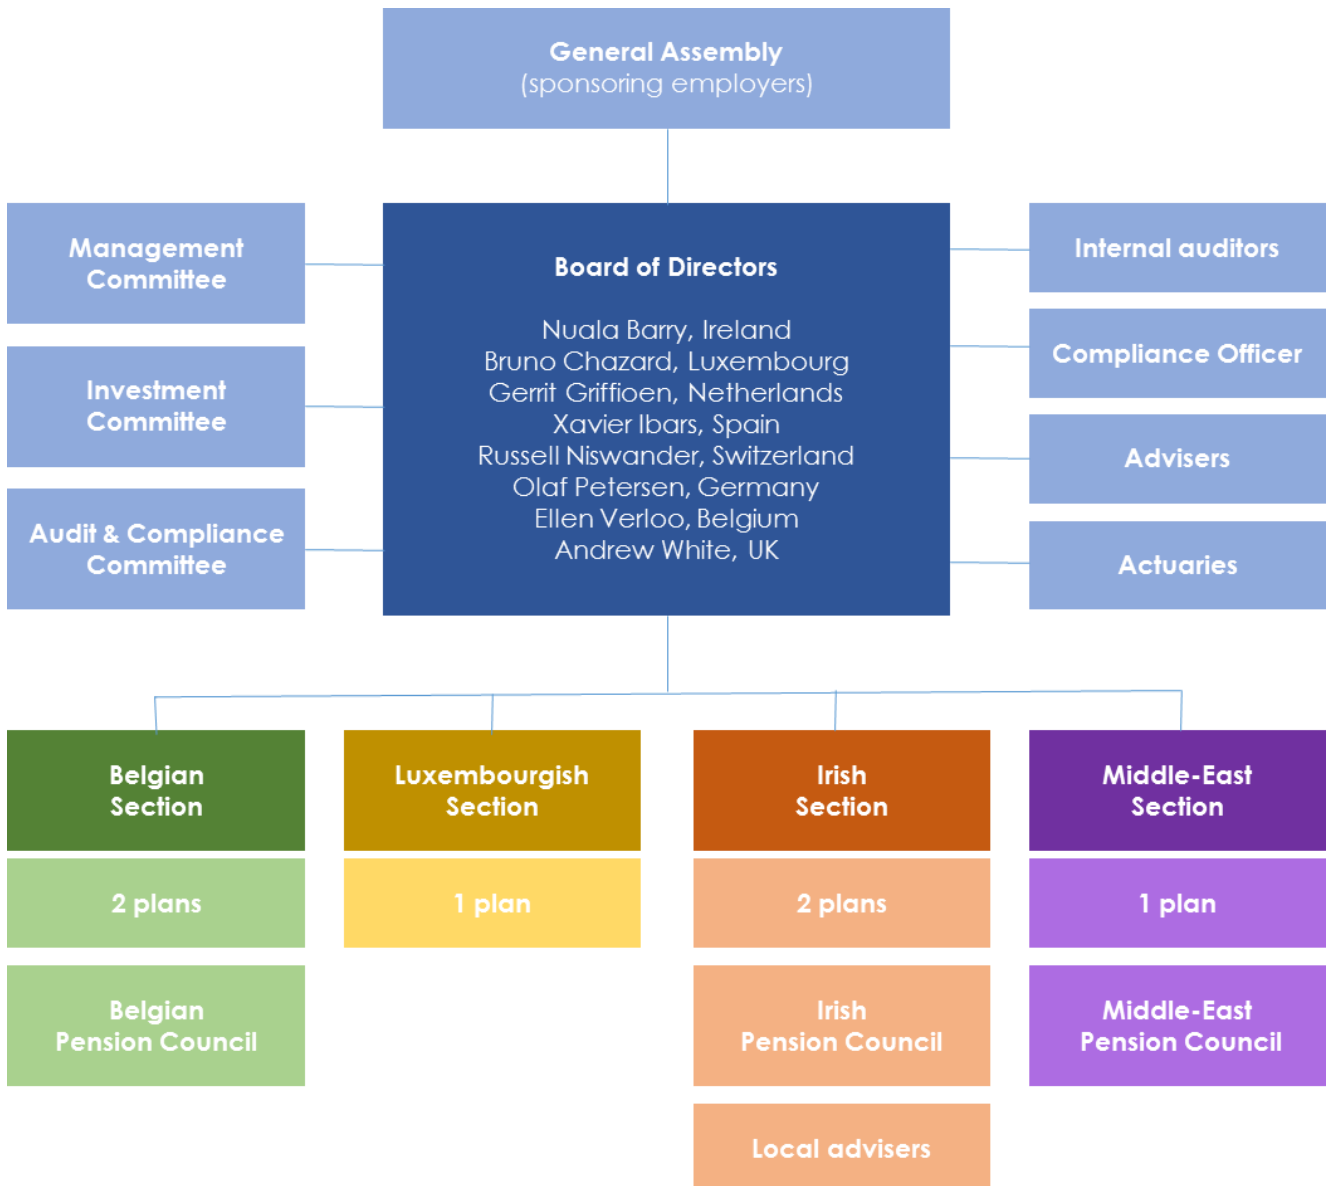 General Assembly
(sponsoring employers)
Management
Committee
Investment
Committee
Audit & Compliance
Committee
Board of Directors
Nuala Barry, Ireland
Bruno Chazard, Luxembourg
Gerrit Griffioen, Netherlands
Xavier Ibars, Spain
Russell Niswander, Switzerland
Olaf Petersen, Germany
Ellen Verloo, Belgium
Andrew White, UK
Internal auditors
Compliance Officer
Advisers
Actuaries
Belgian
Section
2 plans
Belgian
Pension Council
Luxembourgish
Section
1 plan
Irish
Section
2 plans
Irish
Pension Council
Local advisers
Middle-East
Section
1 plan
Middle-East
Pension Council